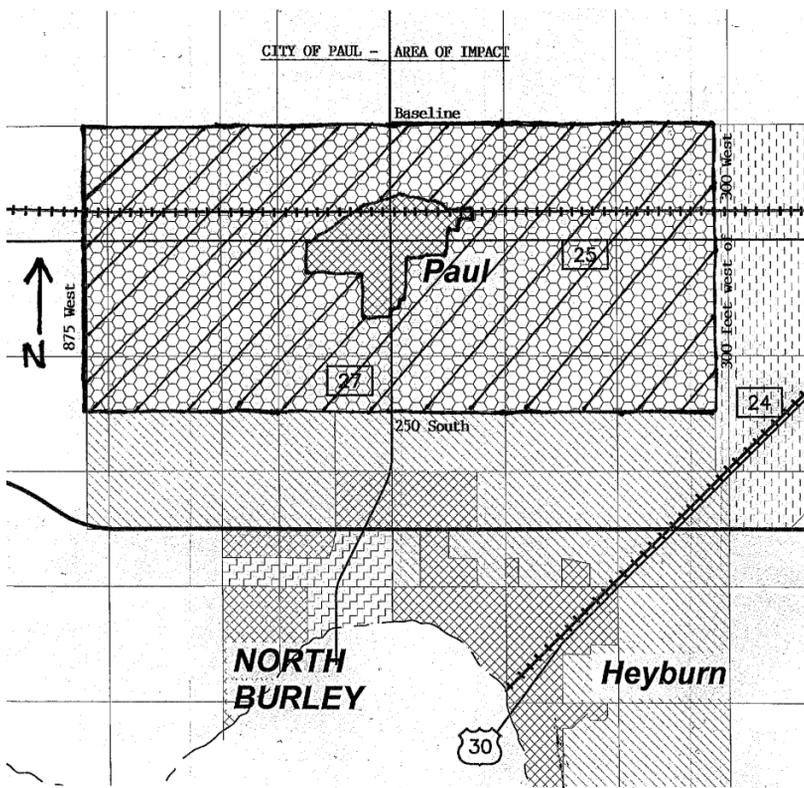 CITY OF PAUL - AREA OF IMPACT
Baseline
300 West
300 feet west of
25
Paul
875 West
N
27
24
250 South
NORTH
BURLEY
Heyburn
30